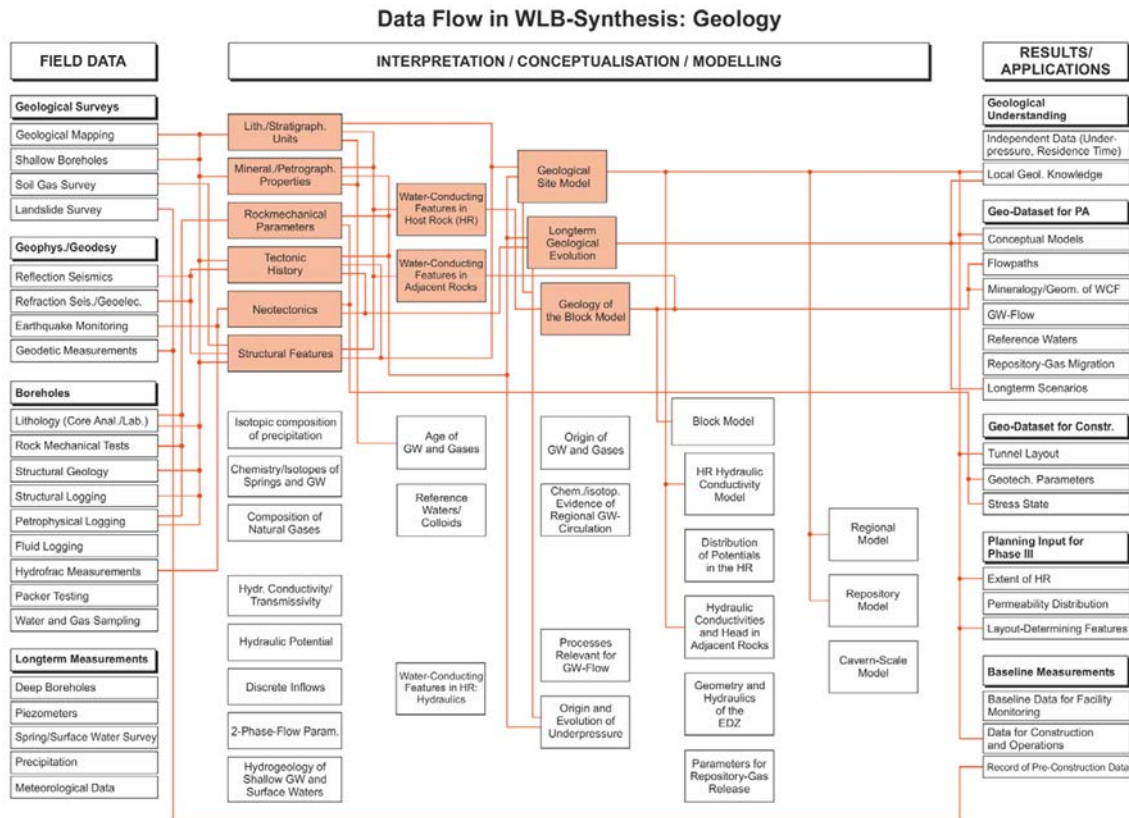 Data Flow in WLB-Synthesis: Geology
FIELD DATA
Geological Surveys
Geological Mapping
Shallow Boreholes
Soil Gas Survey
Landslide Survey
Geophys./Geodesy
Reflection Seismics
Refraction Seis./Geoelec.
Earthquake Monitoring
Geodetic Measurements
Boreholes
Lithology (Core Anal./Lab.)
Rock Mechanical Tests
Structural Geology
Structural Logging
Petrophysical Logging
Fluid Logging
Hydrofrac Measurements
Packer Testing
Water and Gas Sampling
Longterm Measurements
Deep Boreholes
Piezometers
Spring/Surface Water Survey
Precipitation
Meteorological Data
INTERPRETATION / CONCEPTUALISATION / MODELLING
Lith./Stratigraph.
Units
Mineral./Petrograph.
Properties
Rockmechanical
Parameters
Tectonic
History
Neotectonics
Structural Features
Isotopic composition
of precipitation
Chemistry/Isotopes of
Springs and GW
Composition of
Natural Gases
Hydr. Conductivity/
Transmissivity
Hydraulic Potential
Discrete Inflows
2-Phase-Flow Param.
Hydrogeology of
Shallow GW and
Surface Waters
Water-Conducting
Features in
Host Rock (HR)
Water-Conducting
Features in
Adjacent Rocks
Age of
GW and Gases
Reference
Waters/
Colloids
Water-Conducting
Features in HR:
Hydraulics
Geological
Site Model
Longterm
Geological
Evolution
Geology of
the Block Model
Origin
of GW and Gases
Chem./isotop.
Evidence of
Regional GW-
Circulation
Processes
Relevant for
GW-Flow
Origin and
Evolution of
Underpressure
Block Model
HR Hydraulic
Conductivity
Model
Distribution
of Potentials
in the HR
Hydraulic
Conductivities
and Head in
Adjacent Rocks
Geometry and
Hydraulics
of the
EDZ
Parameters for
Repository-Gas
Release
Regional
Model
Repository
Model
Cavern-Scale
Model
RESULTS/
APPLICATIONS
Geological
Understanding
Independent Data (Under-
pressure, Residence Time)
Local Geol. Knowledge
Geo-Dataset for PA
Conceptual Models
Flowpaths
Mineralogy/Geom. of WCF
GW-Flow
Reference Waters
Repository-Gas Migration
Longterm Scenarios
Geo-Dataset for Constr.
Tunnel Layout
Geotech. Parameters
Stress State
Planning Input for
Phase III
Extent of HR
Permeability Distribution
Layout-Determining Features
Baseline Measurements
Baseline Data for Facility
Monitoring
Data for Construction
and Operations
Record of Pre-Construction Data